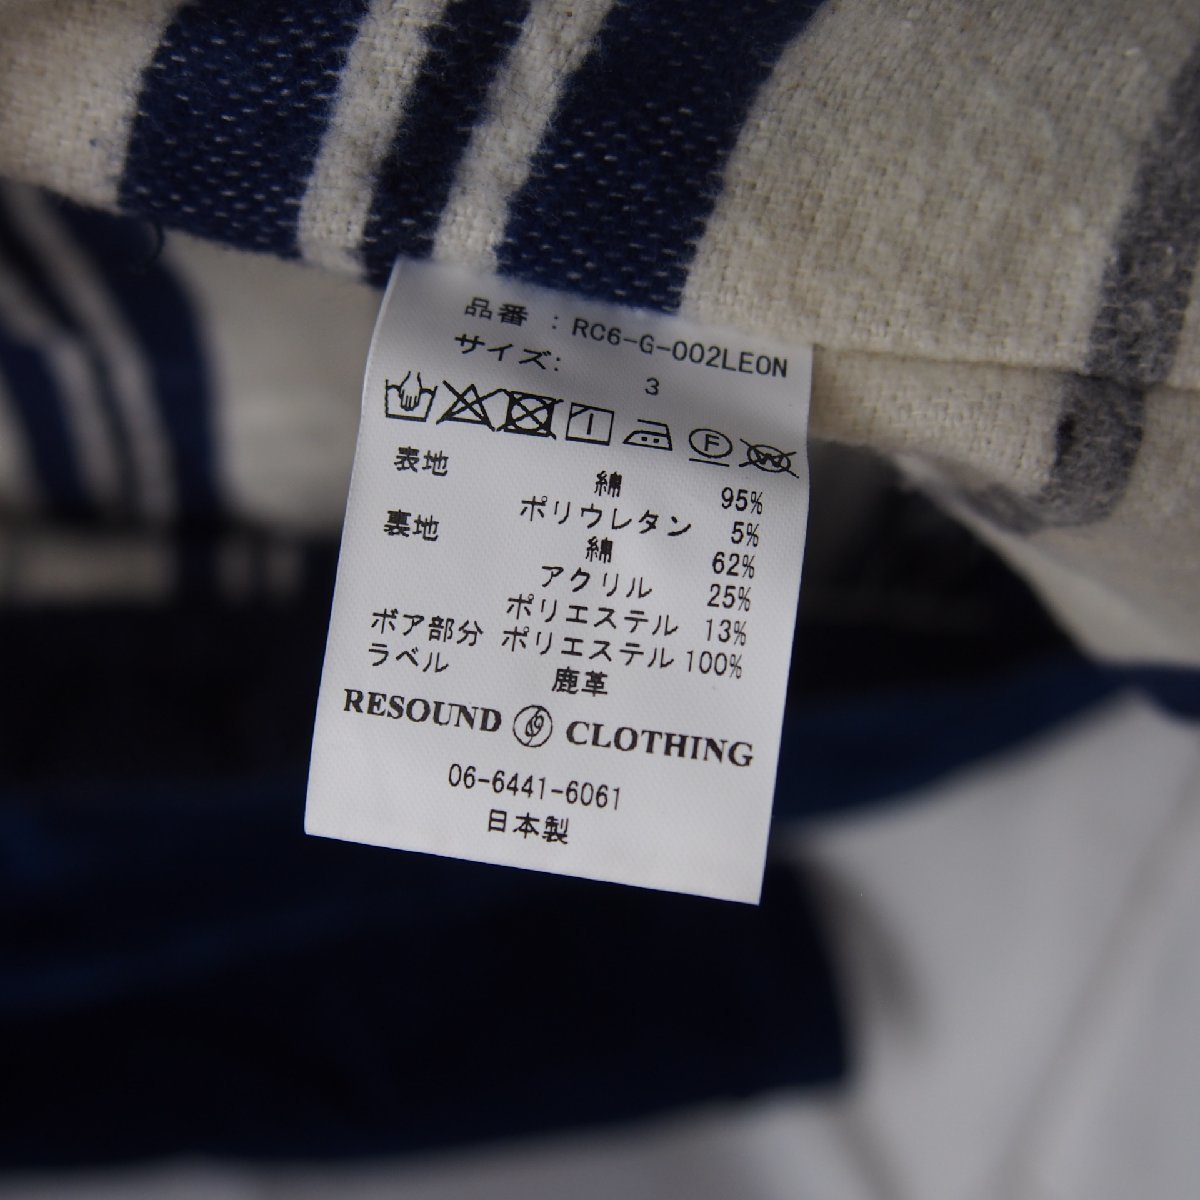 品番 : RC6-G-002LEON
サイズ: 3
F
W
表地 綿 95%
ポリウレタン 5%
裏地 綿 62%
アクリル 25%
ポリエステル 13%
ボア部分 ポリエステル 100%
ラベル 鹿革
RESOUND CLOTHING
06-6441-6061
日本製